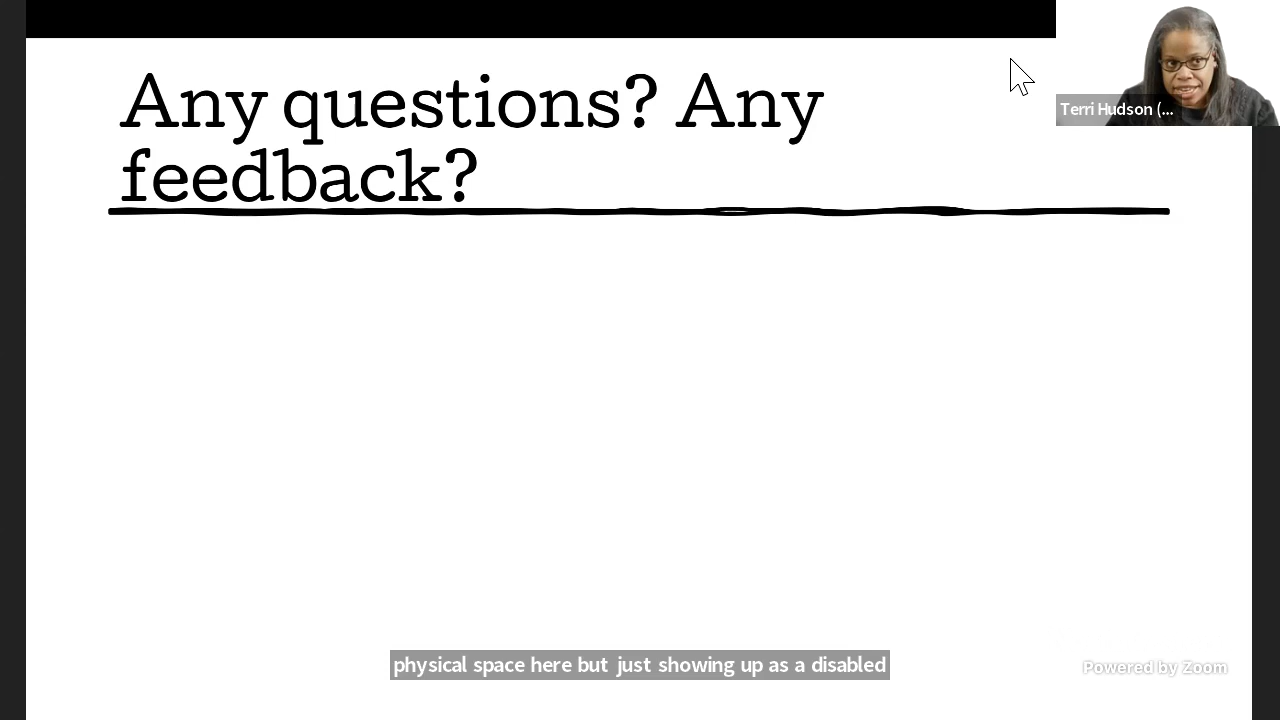 Any questions? Any
feedback?
Terri Hudson (...
physical space here but just showing up as a disabled
Powered by Zoom